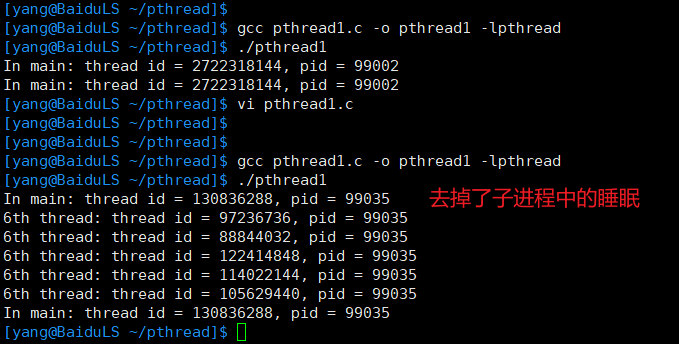 [yang@BaiduLS ~/pthread]$
[yang@BaiduLS ~/pthread]$ gcc pthread1.c -o pthread1 -lpthread
[yang@BaiduLS ~/pthread]$ ./pthread1
In main: thread id = 2722318144, pid = 99002
In main: thread id = 2722318144, pid = 99002
[yang@BaiduLS ~/pthread]$ vi pthread1.c
[yang@BaiduLS ~/pthread]$
[yang@BaiduLS ~/pthread]$
[yang@BaiduLS ~/pthread]$ gcc pthread1.c -o pthread1 -lpthread
[yang@BaiduLS ~/pthread]$ ./pthread1
In main: thread id = 130836288, pid = 99035 去掉了子进程中的睡眠
6th thread: thread id = 97236736, pid = 99035
6th thread: thread id = 88844032, pid = 99035
6th thread: thread id = 122414848, pid = 99035
6th thread: thread id = 114022144, pid = 99035
6th thread: thread id = 105629440, pid = 99035
In main: thread id = 130836288, pid = 99035
[yang@BaiduLS ~/pthread]$